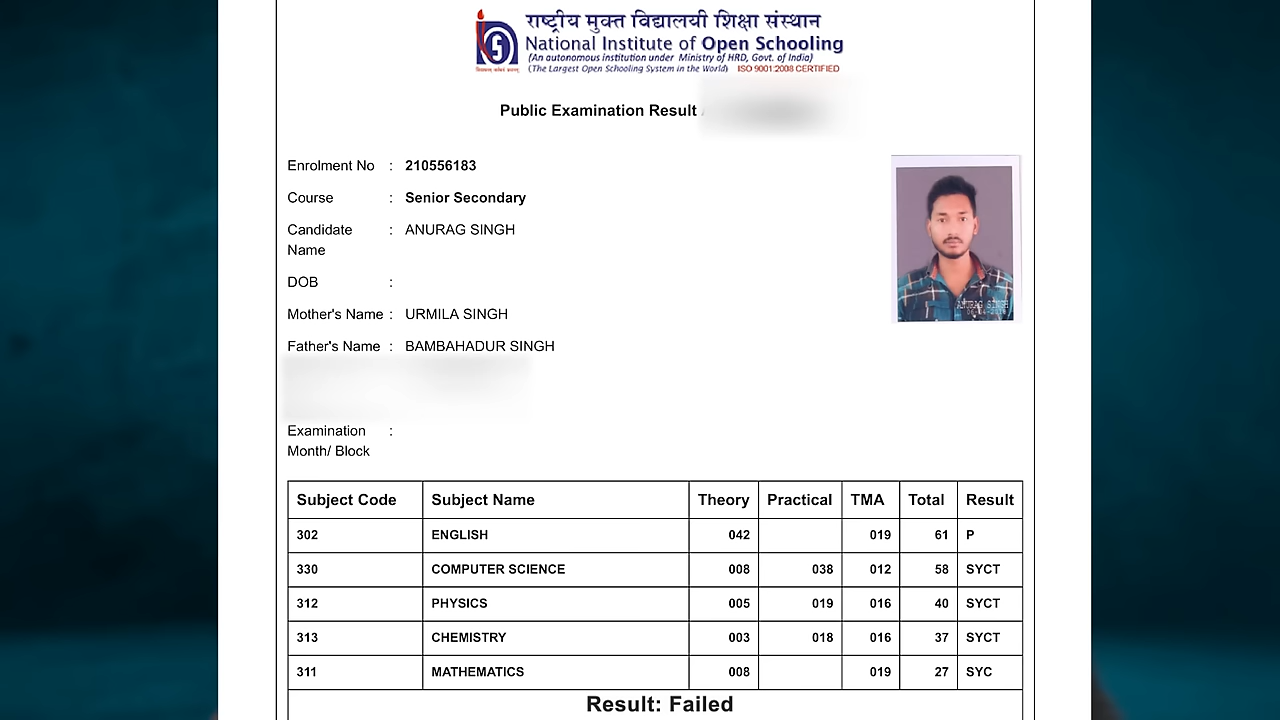 राष्ट्रीय मुक्त विद्यालयी शिक्षा संस्थान
National Institute of Open Schooling
(An autonomous institution under Ministry of HRD, Govt. of India)
(The Largest Open Schooling System in the World) ISO 9001:2008 CERTIFIED
Public Examination Result
Enrolment No : 210556183
Course : Senior Secondary
Candidate Name : ANURAG SINGH
DOB :
Mother's Name : URMILA SINGH
Father's Name : BAMBAHADUR SINGH
ANURAG SINGH
Examination Month/ Block :
Subject Code Subject Name Theory Practical TMA Total Result
302 ENGLISH 042 019 61 P
330 COMPUTER SCIENCE 008 038 012 58 SYCT
312 PHYSICS 005 019 016 40 SYCT
313 CHEMISTRY 003 018 016 37 SYCT
311 MATHEMATICS 008 019 27 SYC
Result: Failed